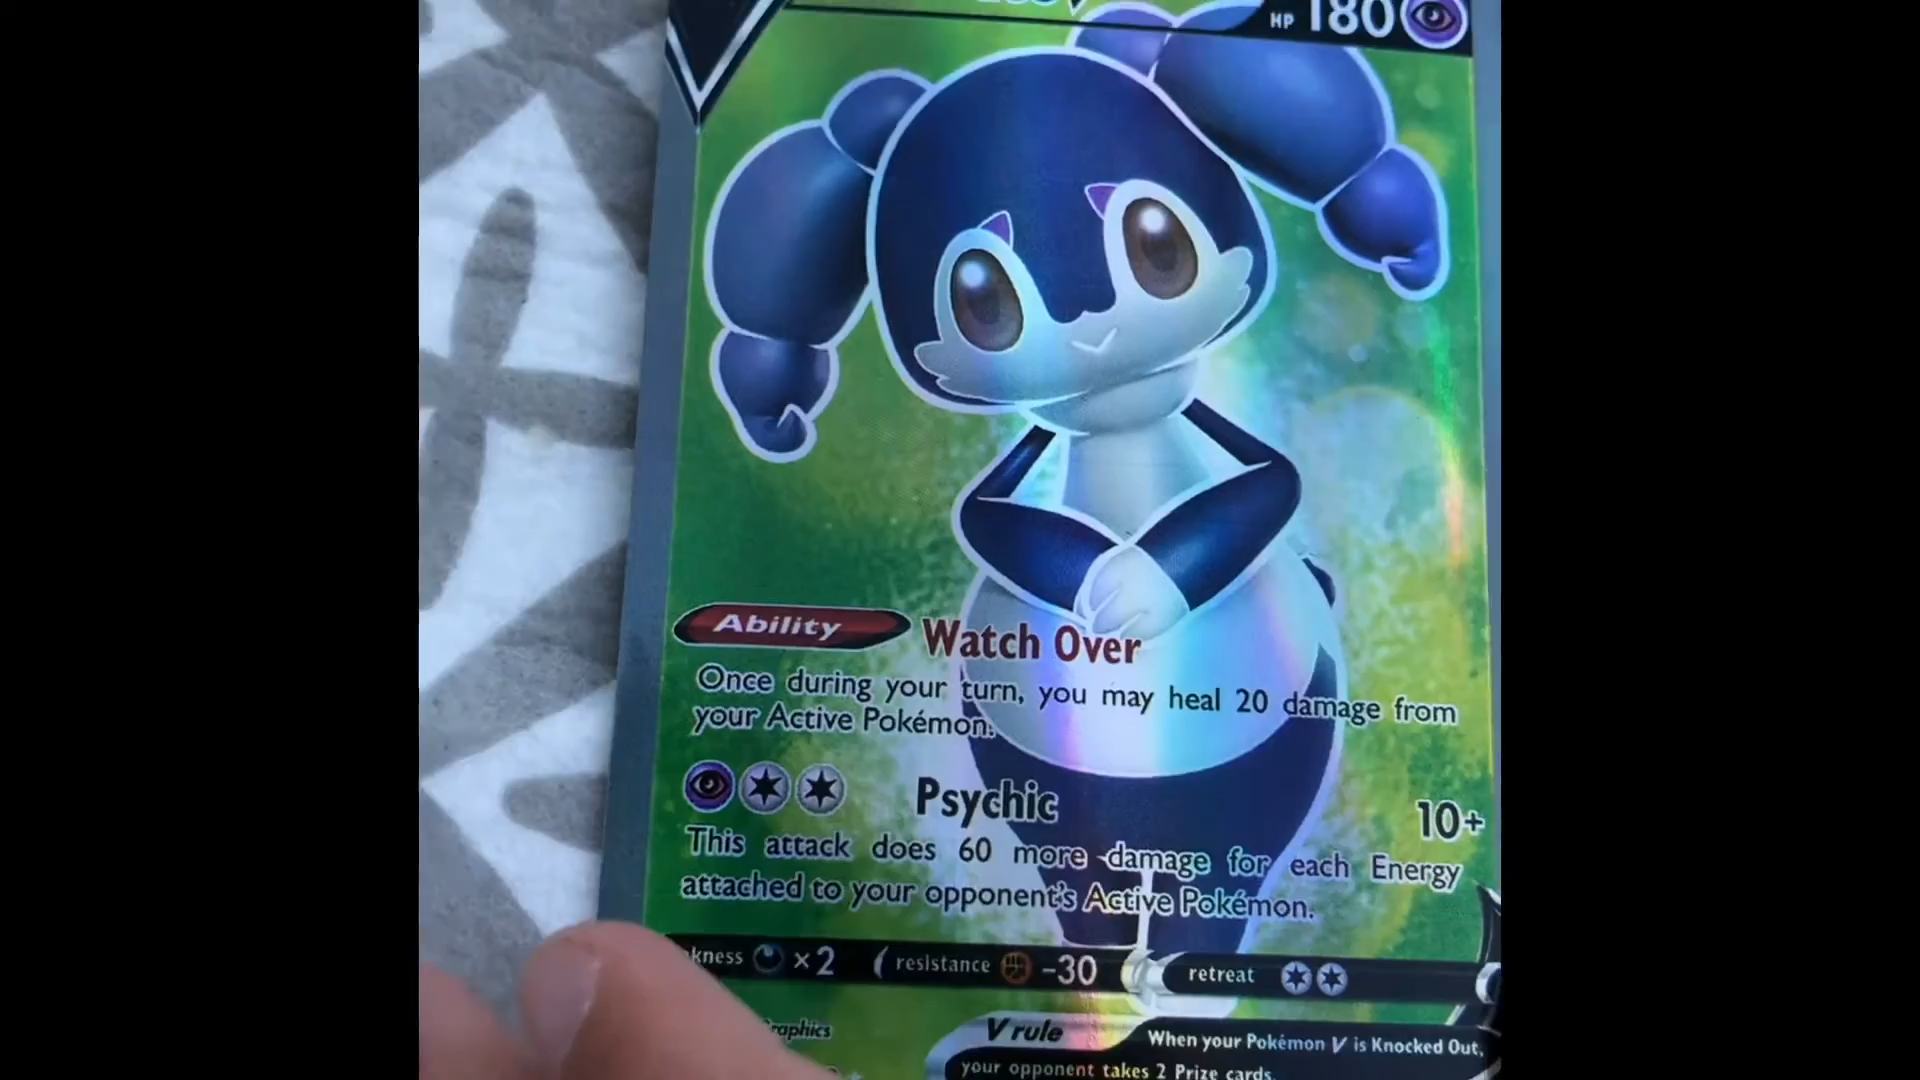 HP 180
Ability Watch Over
Once during your turn, you may heal 20 damage from
your Active Pokémon.
Psychic 10+
This attack does 60 more damage for each Energy
attached to your opponent's Active Pokémon.
kness ×2 resistance -30 retreat
raphics
V rule When your Pokémon V is Knocked Out,
your opponent takes 2 Prize cards.